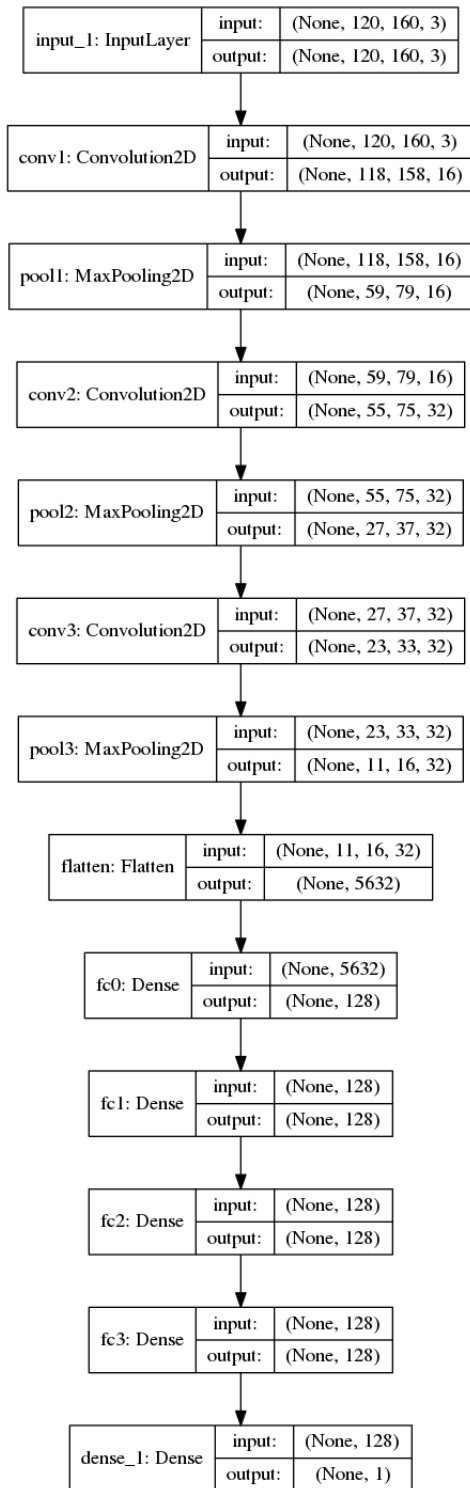 input_1: InputLayer
input: (None, 120, 160, 3)
output: (None, 120, 160, 3)
conv1: Convolution2D
input: (None, 120, 160, 3)
output: (None, 118, 158, 16)
pool1: MaxPooling2D
input: (None, 118, 158, 16)
output: (None, 59, 79, 16)
conv2: Convolution2D
input: (None, 59, 79, 16)
output: (None, 55, 75, 32)
pool2: MaxPooling2D
input: (None, 55, 75, 32)
output: (None, 27, 37, 32)
conv3: Convolution2D
input: (None, 27, 37, 32)
output: (None, 23, 33, 32)
pool3: MaxPooling2D
input: (None, 23, 33, 32)
output: (None, 11, 16, 32)
flatten: Flatten
input: (None, 11, 16, 32)
output: (None, 5632)
fc0: Dense
input: (None, 5632)
output: (None, 128)
fc1: Dense
input: (None, 128)
output: (None, 128)
fc2: Dense
input: (None, 128)
output: (None, 128)
fc3: Dense
input: (None, 128)
output: (None, 128)
dense_1: Dense
input: (None, 128)
output: (None, 1)